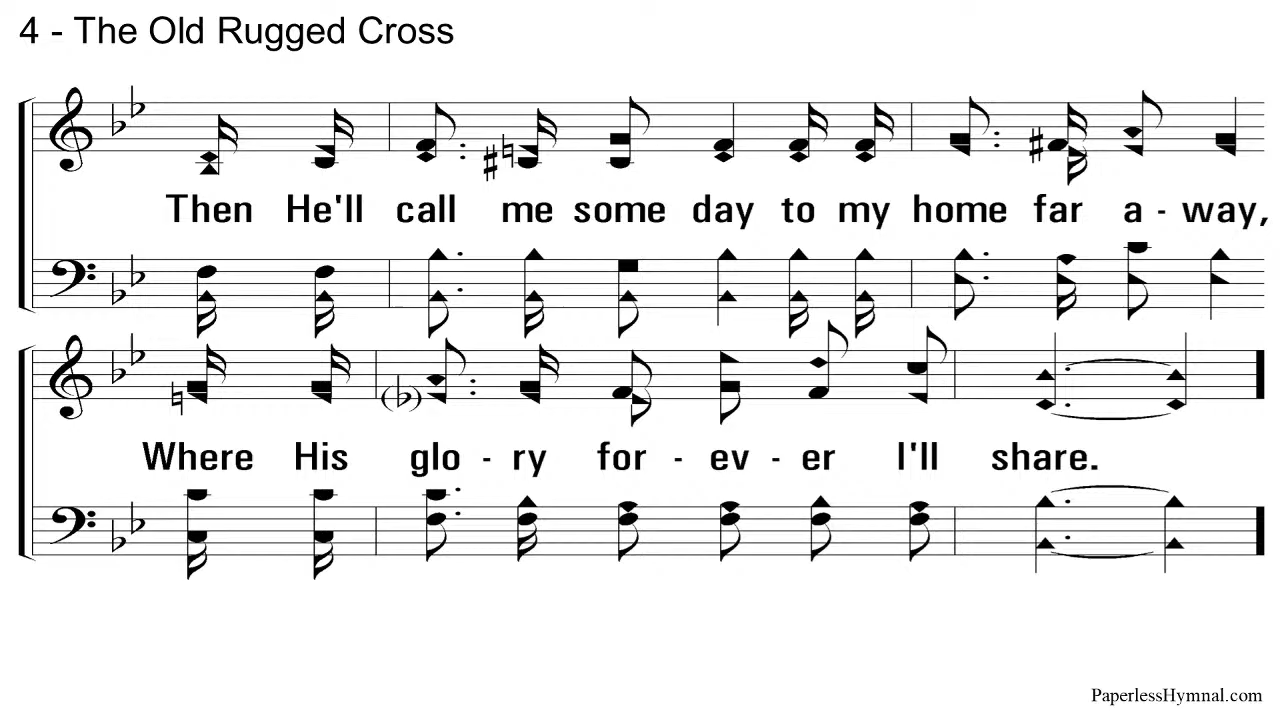 4 - The Old Rugged Cross
Then He'll call me some day to my home far a - way,
Where His glo - ry for - ev - er I'll share.
PaperlessHymnal.com